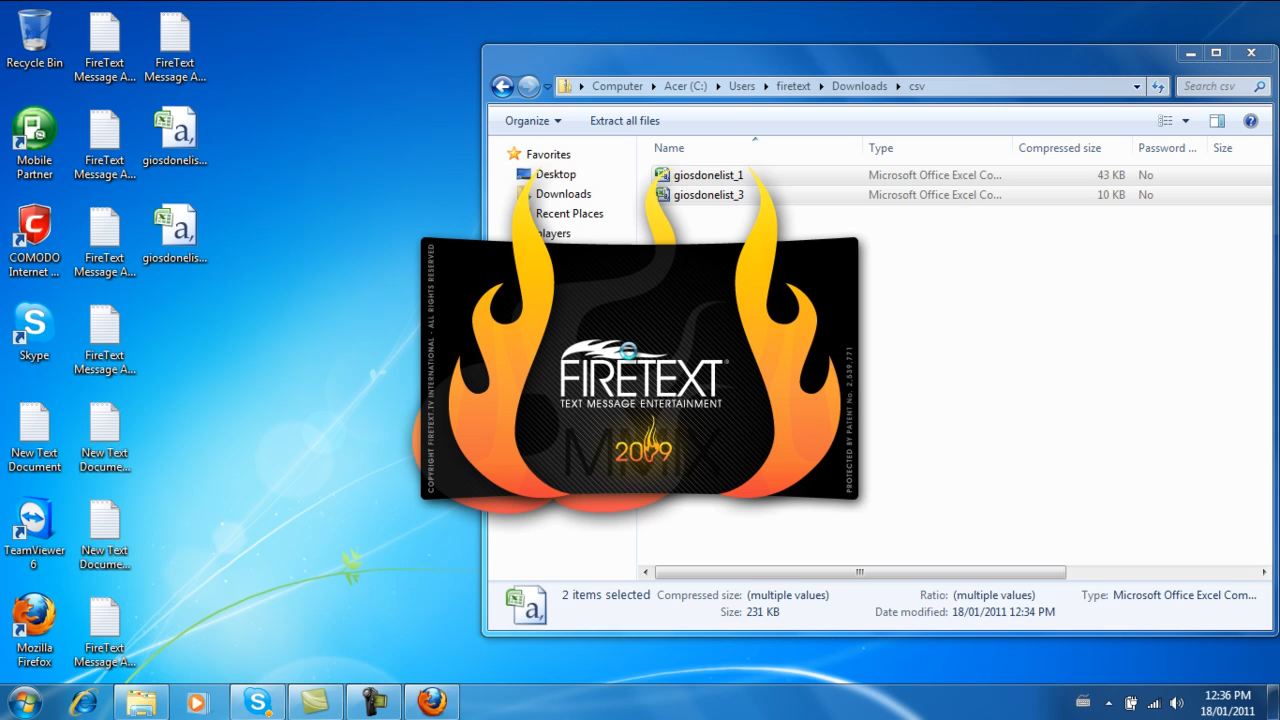 Recycle Bin
FireText
Message A...
FireText
Message A...
Mobile
Partner
FireText
Message A...
giosdonelis...
COMODO
Internet ...
FireText
Message A...
giosdonelis...
Skype
FireText
Message A...
New Text
Document
New Text
Docume...
TeamViewer
6
New Text
Docume...
Mozilla
Firefox
FireText
Message A...
Computer
Acer (C:)
Users
firetext
Downloads
csv
Search csv
Organize
Extract all files
Favorites
Desktop
Downloads
Recent Places
players
Name
Type
Compressed size
Password ...
Size
giosdonelist_1
Microsoft Office Excel Co...
43 KB
No
giosdonelist_3
Microsoft Office Excel Co...
10 KB
No
COPYRIGHT FIRETEXT.TV INTERNATIONAL - ALL RIGHTS RESERVED
FIRETEXT®
TEXT MESSAGE ENTERTAINMENT
2009
PROTECTED BY PATENT No. 2,539,771
2 items selected
Compressed size: (multiple values)
Size: 231 KB
Ratio: (multiple values)
Date modified: 18/01/2011 12:34 PM
Type: Microsoft Office Excel Com...
12:36 PM
18/01/2011